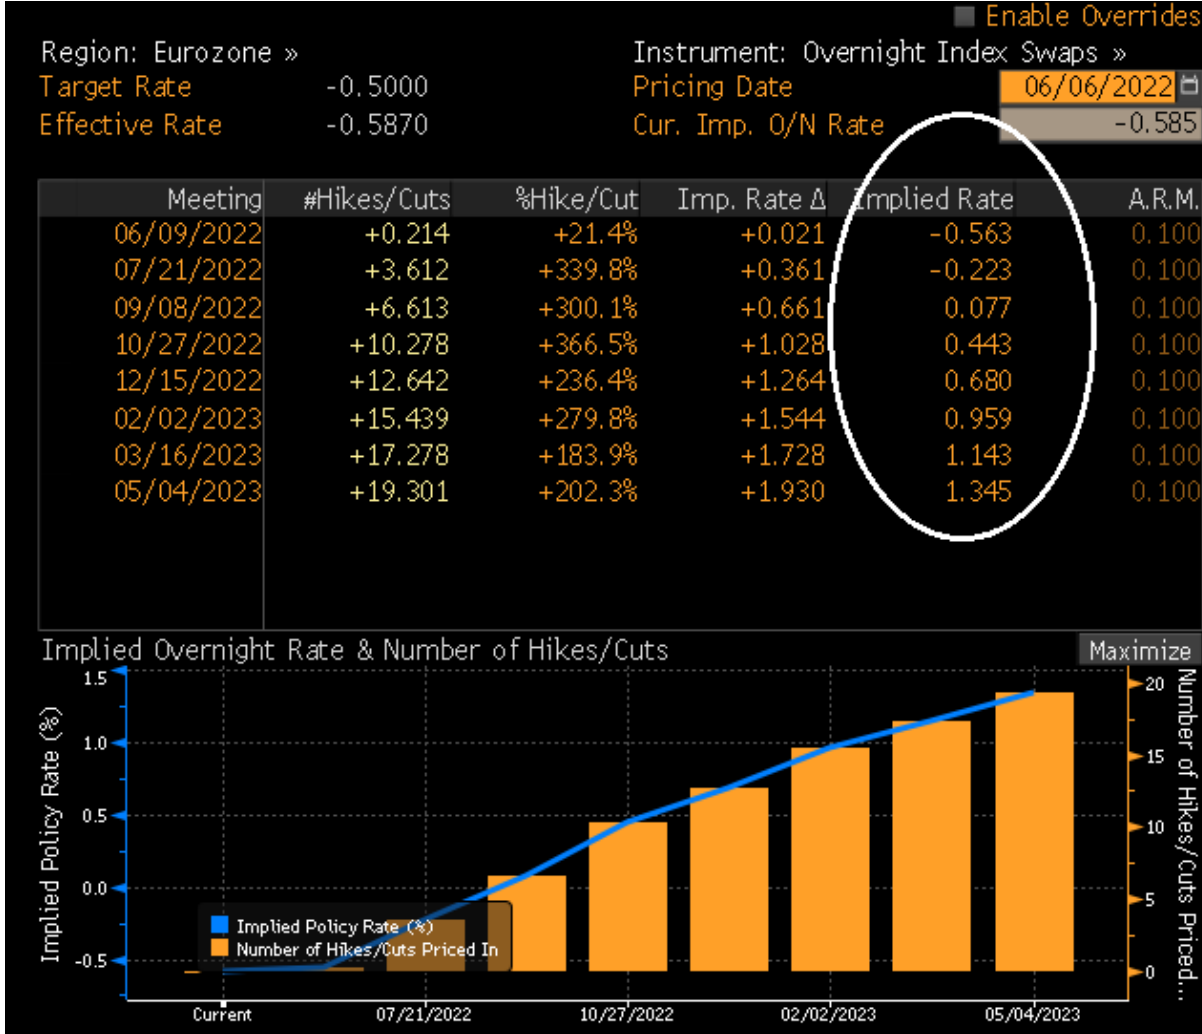 Enable Overrides
Region: Eurozone » Instrument: Overnight Index Swaps »
Target Rate -0.5000 Pricing Date 06/06/2022
Effective Rate -0.5870 Cur. Imp. O/N Rate -0.585
Meeting #Hikes/Cuts %Hike/Cut Imp. Rate Δ Implied Rate A.R.M.
06/09/2022 +0.214 +21.4% +0.021 -0.563 0.100
07/21/2022 +3.612 +339.8% +0.361 -0.223 0.100
09/08/2022 +6.613 +300.1% +0.661 0.077 0.100
10/27/2022 +10.278 +366.5% +1.028 0.443 0.100
12/15/2022 +12.642 +236.4% +1.264 0.680 0.100
02/02/2023 +15.439 +279.8% +1.544 0.959 0.100
03/16/2023 +17.278 +183.9% +1.728 1.143 0.100
05/04/2023 +19.301 +202.3% +1.930 1.345 0.100
Implied Overnight Rate & Number of Hikes/Cuts Maximize
Implied Policy Rate (%)
1.5
1.0
0.5
0.0
-0.5
Implied Policy Rate (%)
Number of Hikes/Cuts Priced In
20
15
10
5
0
Number of Hikes/Cuts Priced...
Current 07/21/2022 10/27/2022 02/02/2023 05/04/2023